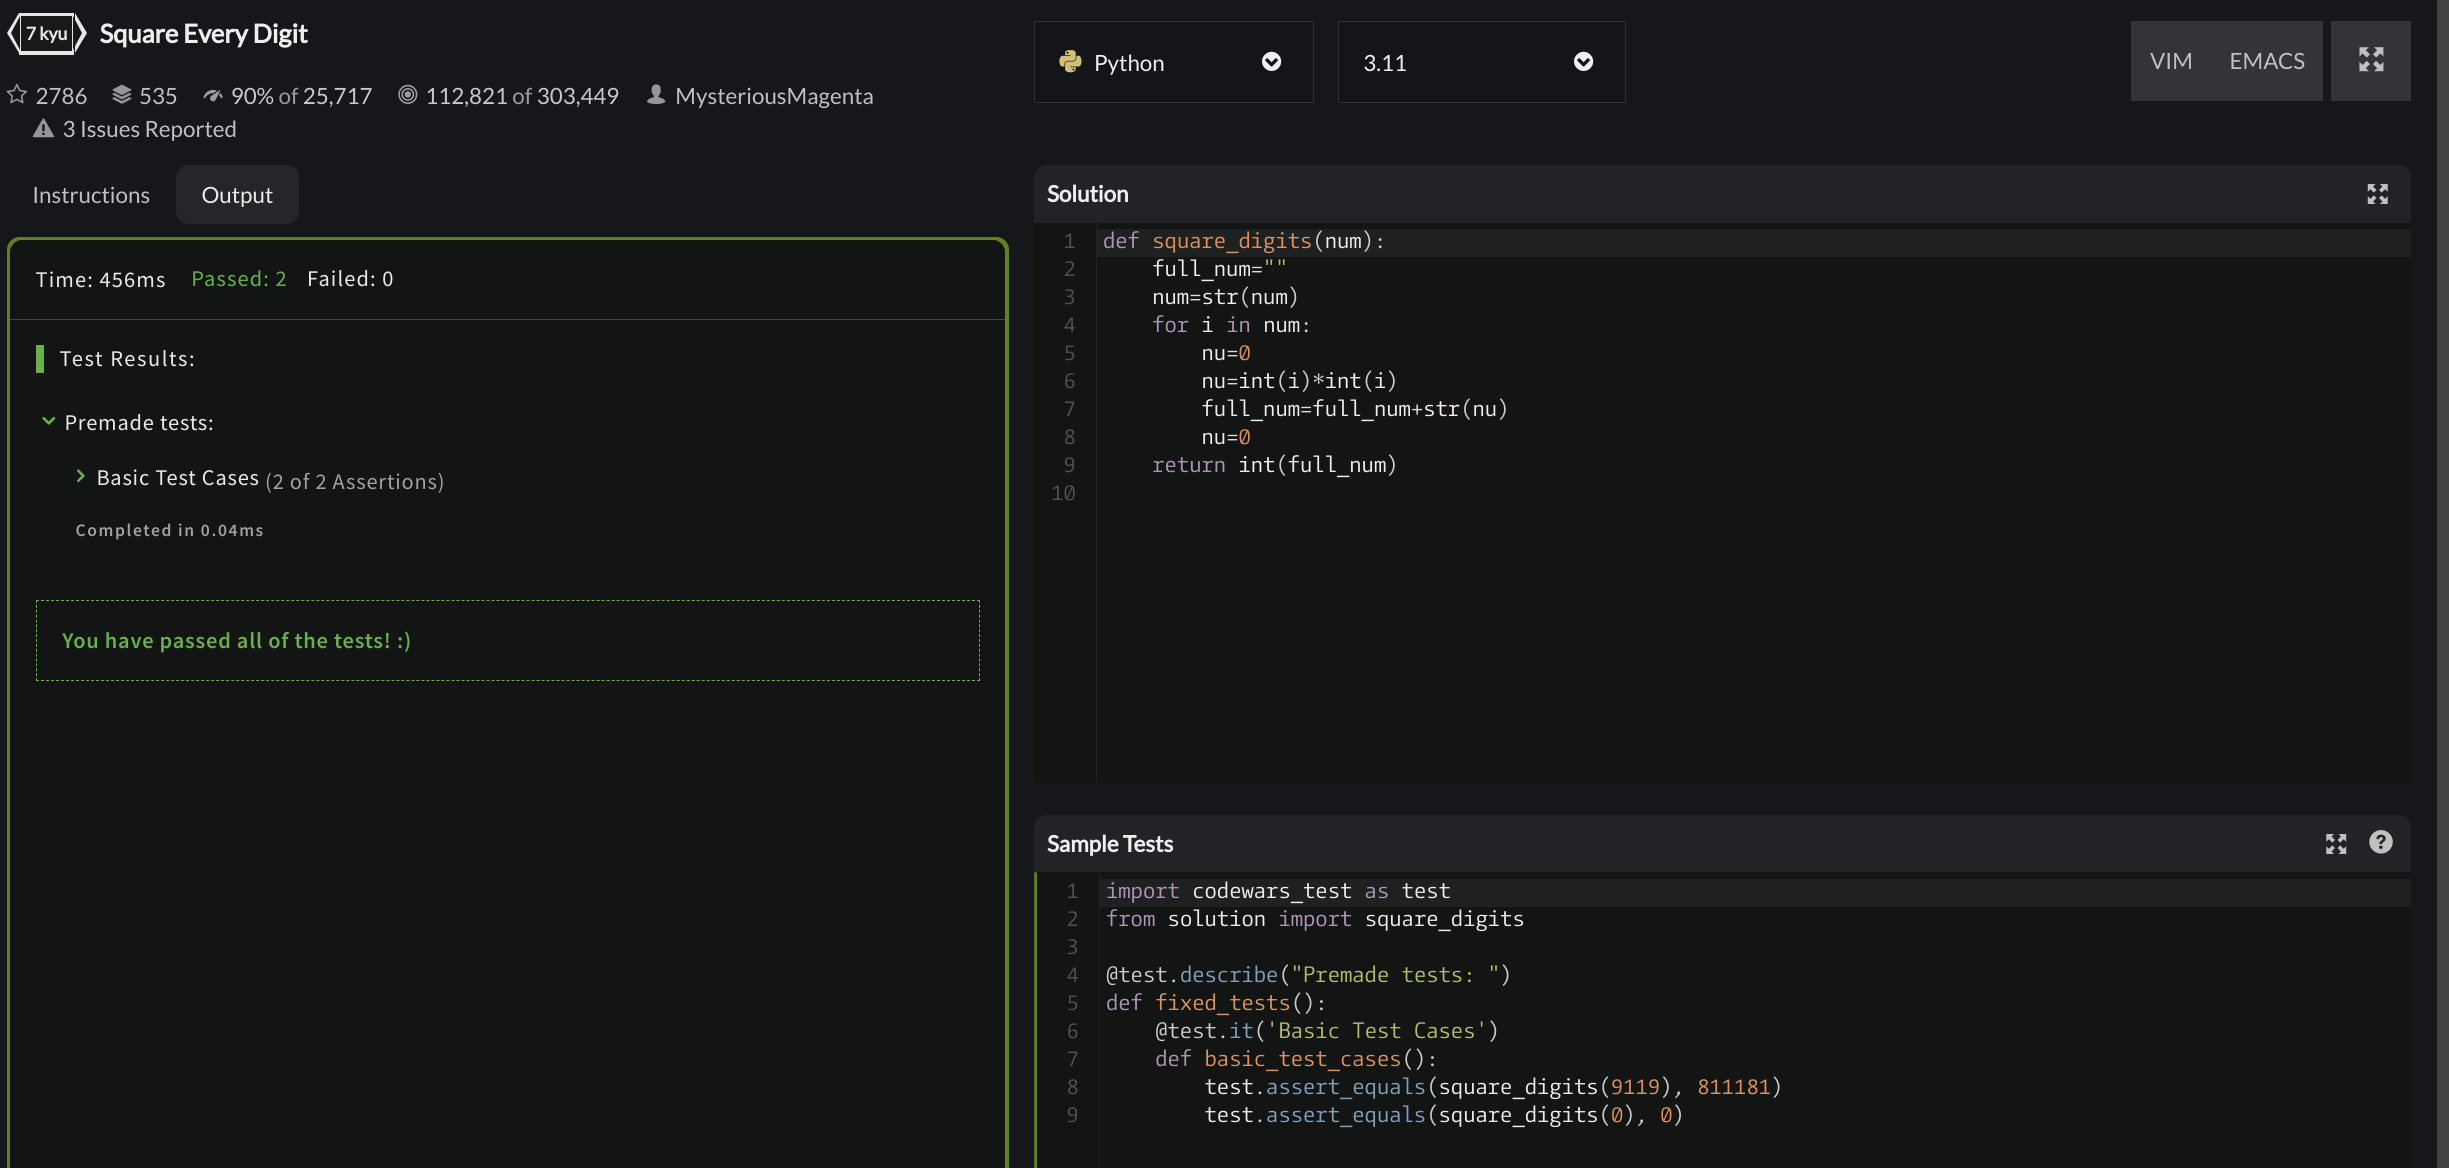 7 kyu Square Every Digit
2786 535 90% of 25,717 112,821 of 303,449 MysteriousMagenta
3 Issues Reported
Instructions Output
Time: 456ms Passed: 2 Failed: 0
Test Results:
Premade tests:
Basic Test Cases (2 of 2 Assertions)
Completed in 0.04ms
You have passed all of the tests! :)
Python 3.11 VIM EMACS
Solution
1 def square_digits(num):
2     full_num=""
3     num=str(num)
4     for i in num:
5         nu=0
6         nu=int(i)*int(i)
7         full_num=full_num+str(nu)
8         nu=0
9     return int(full_num)
10
Sample Tests
?
1 import codewars_test as test
2 from solution import square_digits
3
4 @test.describe("Premade tests: ")
5 def fixed_tests():
6     @test.it('Basic Test Cases')
7     def basic_test_cases():
8         test.assert_equals(square_digits(9119), 811181)
9         test.assert_equals(square_digits(0), 0)